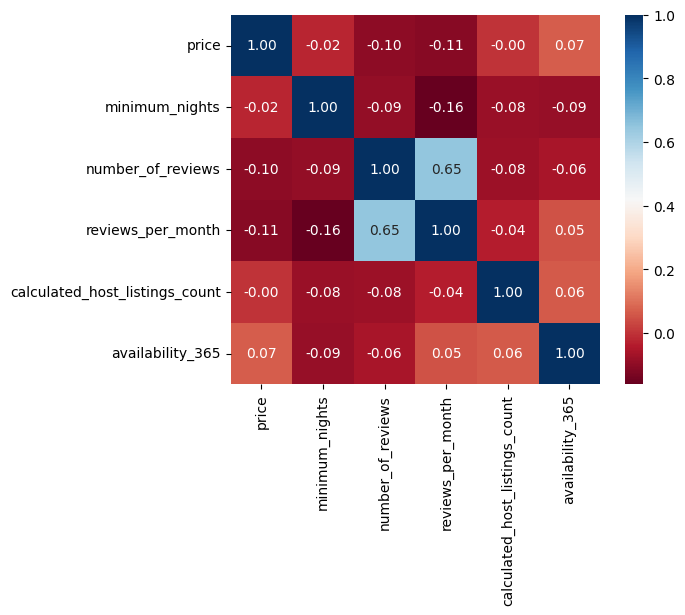 price 1.00 -0.02 -0.10 -0.11 -0.00 0.07
minimum_nights -0.02 1.00 -0.09 -0.16 -0.08 -0.09
number_of_reviews -0.10 -0.09 1.00 0.65 -0.08 -0.06
reviews_per_month -0.11 -0.16 0.65 1.00 -0.04 0.05
calculated_host_listings_count -0.00 -0.08 -0.08 -0.04 1.00 0.06
availability_365 0.07 -0.09 -0.06 0.05 0.06 1.00
price
minimum_nights
number_of_reviews
reviews_per_month
calculated_host_listings_count
availability_365
1.0
0.8
0.6
0.4
0.2
0.0